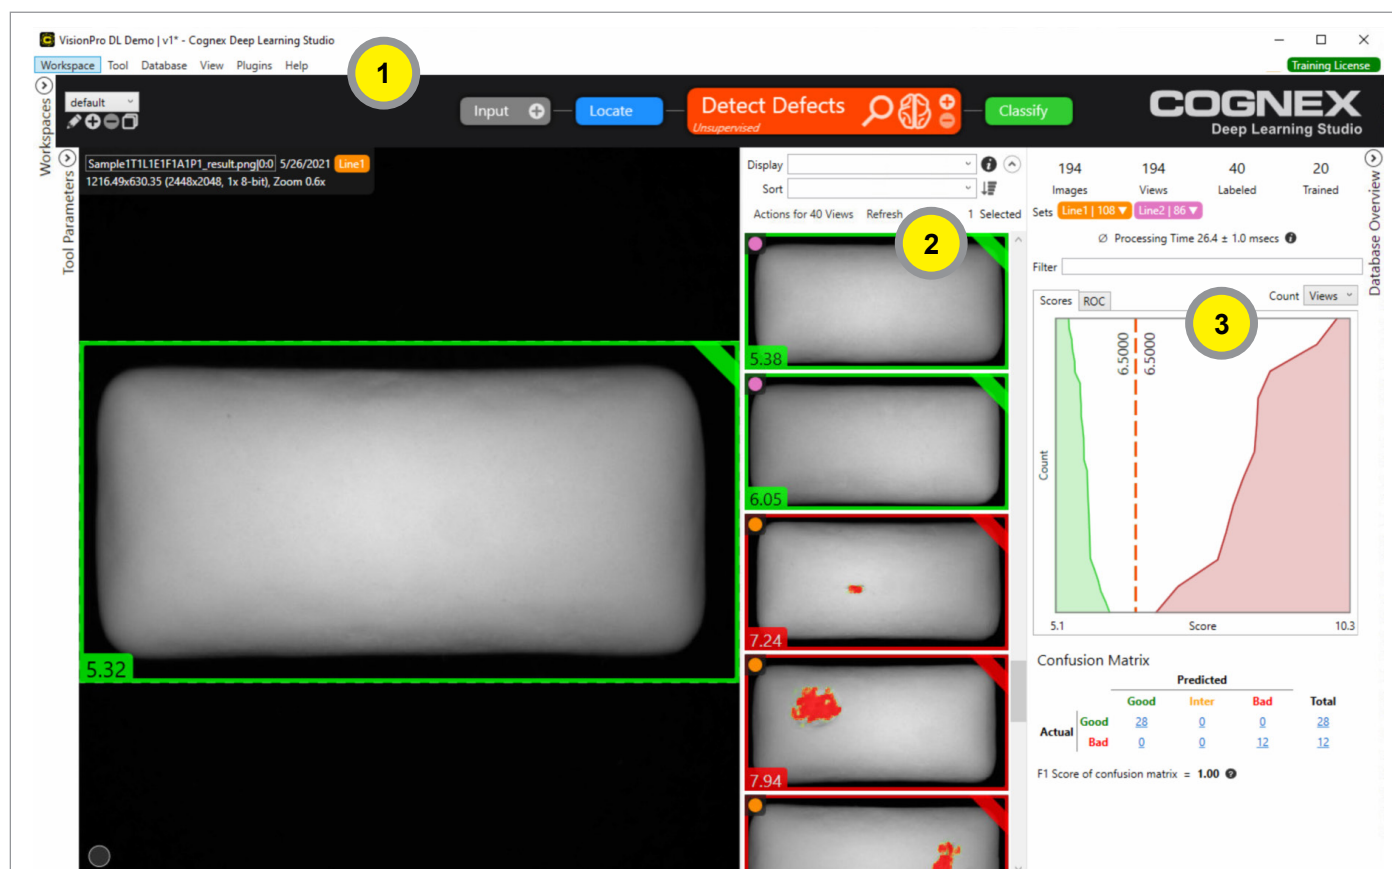 VisionPro DL Demo | v1* - Cognex Deep Learning Studio
Workspace Tool Database View Plugins Help
Training License
1
default
Input
Locate
Detect Defects
Unsupervised
Classify
COGNEX
Deep Learning Studio
Workspaces
Tool Parameters
Sample1T1L1E1F1A1P1_result.png|0:0 5/26/2021 Line1
1216.49x630.35 (2448x2048, 1x 8-bit), Zoom 0.6x
5.32
Display
Sort
Actions for 40 Views Refresh 1 Selected
2
5.38
6.05
7.24
7.94
194 194 40 20
Images Views Labeled Trained
Sets Line1 | 108 Line2 | 86
Ø Processing Time 26.4 ± 1.0 msecs
Filter
Database Overview
Scores ROC Count Views
3
6.5000
6.5000
Count
5.1 Score 10.3
Confusion Matrix
Predicted
Good Inter Bad Total
Actual Good 28 0 0 28
Bad 0 0 12 12
F1 Score of confusion matrix = 1.00